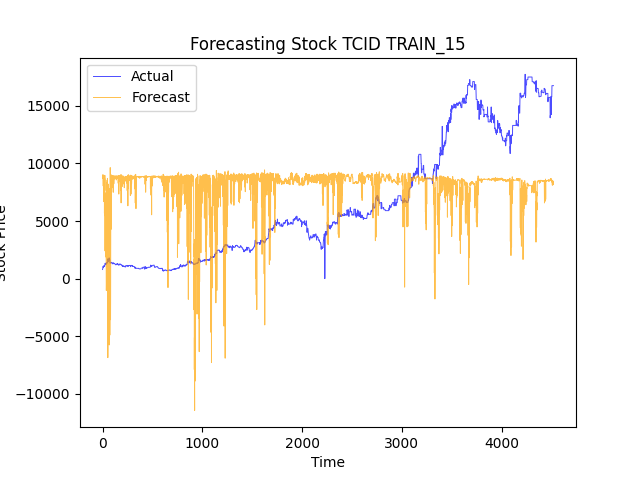 Forecasting Stock TCID TRAIN_15
Actual
Forecast
15000
10000
5000
0
−5000
−10000
Stock Price
0 1000 2000 3000 4000
Time